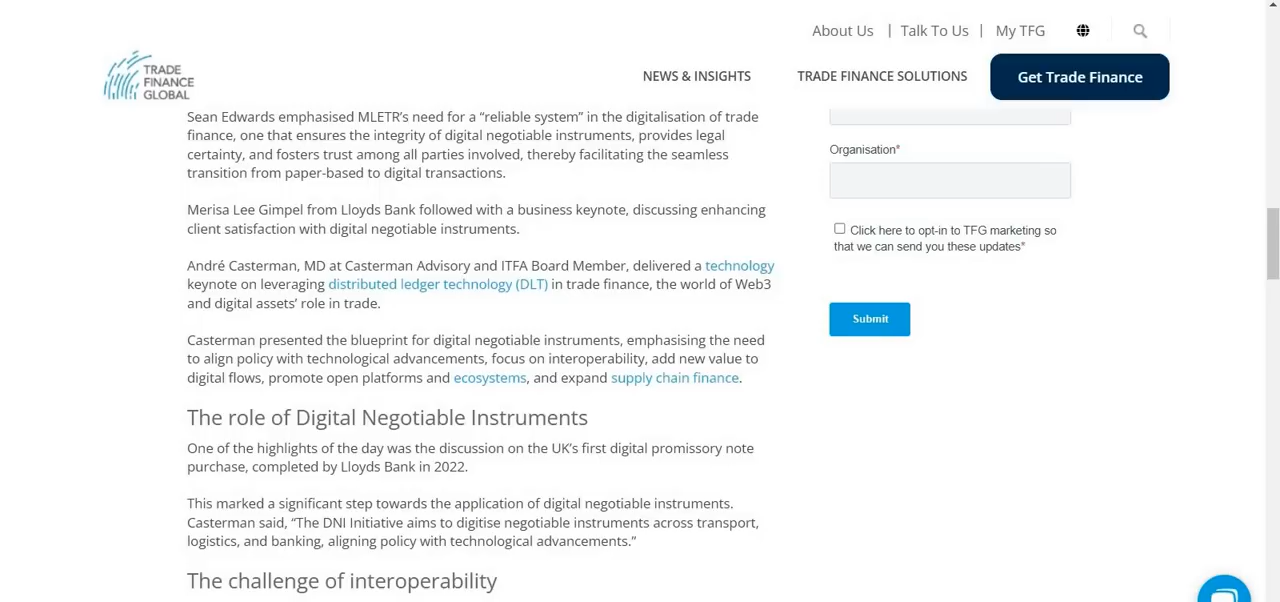 About Us | Talk To Us | My TFG
TRADE
FINANCE
GLOBAL
NEWS & INSIGHTS
TRADE FINANCE SOLUTIONS
Get Trade Finance
Sean Edwards emphasised MLETR’s need for a “reliable system” in the digitalisation of trade
finance, one that ensures the integrity of digital negotiable instruments, provides legal
certainty, and fosters trust among all parties involved, thereby facilitating the seamless
transition from paper-based to digital transactions.
Merisa Lee Gimpel from Lloyds Bank followed with a business keynote, discussing enhancing
client satisfaction with digital negotiable instruments.
André Casterman, MD at Casterman Advisory and ITFA Board Member, delivered a technology
keynote on leveraging distributed ledger technology (DLT) in trade finance, the world of Web3
and digital assets’ role in trade.
Casterman presented the blueprint for digital negotiable instruments, emphasising the need
to align policy with technological advancements, focus on interoperability, add new value to
digital flows, promote open platforms and ecosystems, and expand supply chain finance.
The role of Digital Negotiable Instruments
One of the highlights of the day was the discussion on the UK’s first digital promissory note
purchase, completed by Lloyds Bank in 2022.
This marked a significant step towards the application of digital negotiable instruments.
Casterman said, “The DNI Initiative aims to digitise negotiable instruments across transport,
logistics, and banking, aligning policy with technological advancements.”
The challenge of interoperability
Organisation*
Click here to opt-in to TFG marketing so
that we can send you these updates*
Submit